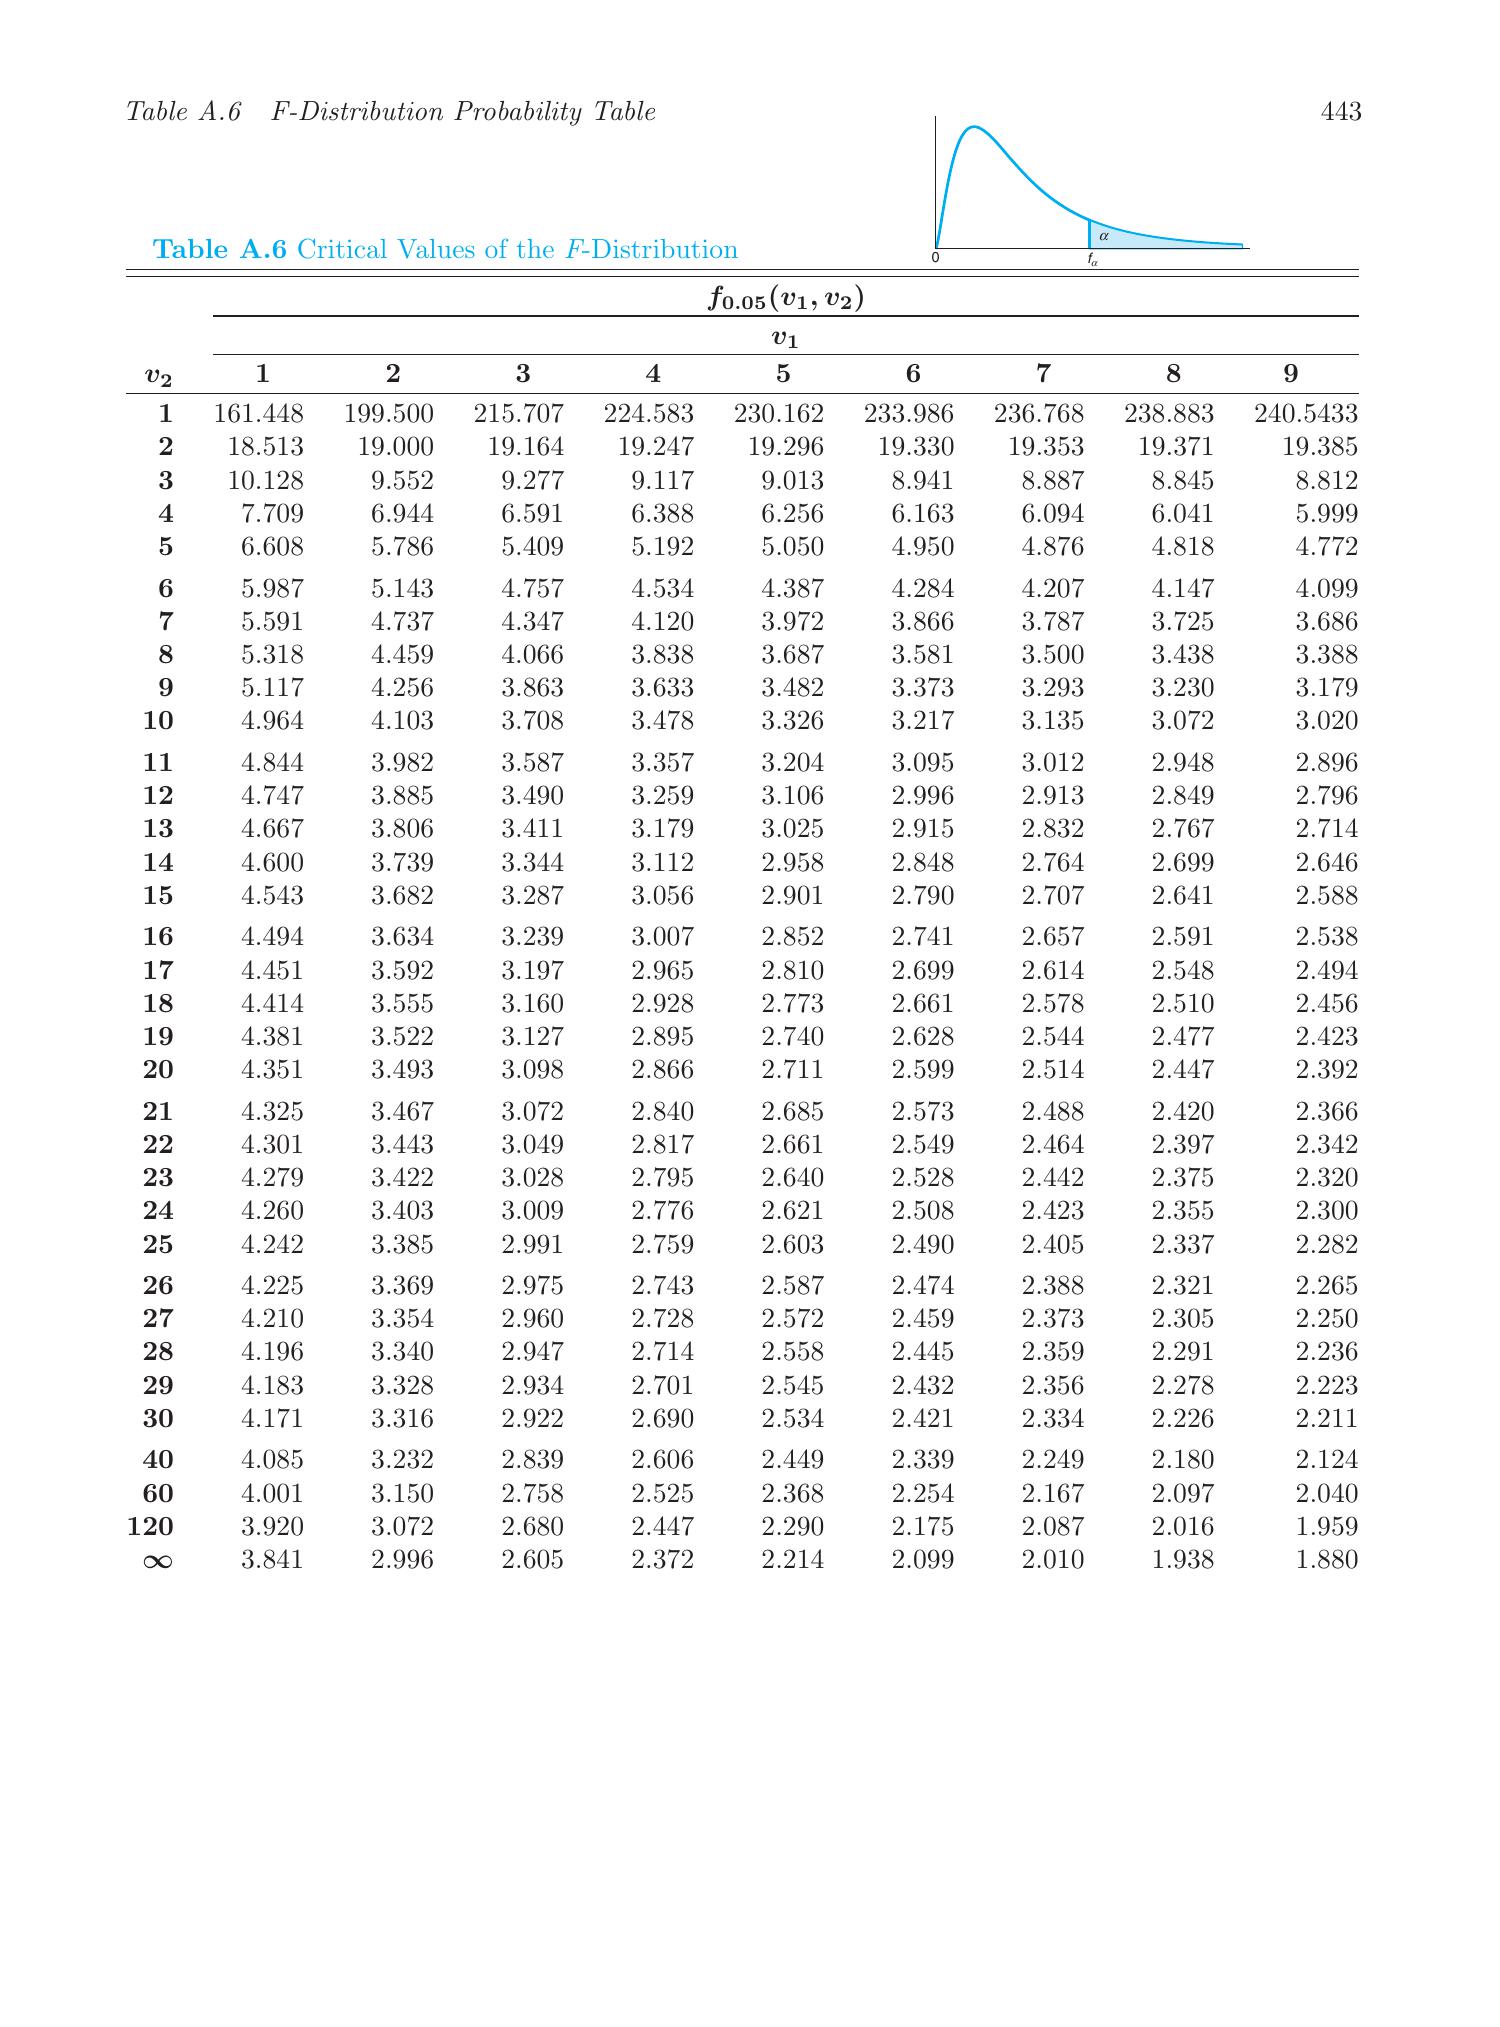 Table A.6 F-Distribution Probability Table 443
α
0 fα
Table A.6 Critical Values of the F-Distribution
f0.05(v1, v2)
v1
v2 1 2 3 4 5 6 7 8 9
1 161.448 199.500 215.707 224.583 230.162 233.986 236.768 238.883 240.5433
2 18.513 19.000 19.164 19.247 19.296 19.330 19.353 19.371 19.385
3 10.128 9.552 9.277 9.117 9.013 8.941 8.887 8.845 8.812
4 7.709 6.944 6.591 6.388 6.256 6.163 6.094 6.041 5.999
5 6.608 5.786 5.409 5.192 5.050 4.950 4.876 4.818 4.772
6 5.987 5.143 4.757 4.534 4.387 4.284 4.207 4.147 4.099
7 5.591 4.737 4.347 4.120 3.972 3.866 3.787 3.725 3.686
8 5.318 4.459 4.066 3.838 3.687 3.581 3.500 3.438 3.388
9 5.117 4.256 3.863 3.633 3.482 3.373 3.293 3.230 3.179
10 4.964 4.103 3.708 3.478 3.326 3.217 3.135 3.072 3.020
11 4.844 3.982 3.587 3.357 3.204 3.095 3.012 2.948 2.896
12 4.747 3.885 3.490 3.259 3.106 2.996 2.913 2.849 2.796
13 4.667 3.806 3.411 3.179 3.025 2.915 2.832 2.767 2.714
14 4.600 3.739 3.344 3.112 2.958 2.848 2.764 2.699 2.646
15 4.543 3.682 3.287 3.056 2.901 2.790 2.707 2.641 2.588
16 4.494 3.634 3.239 3.007 2.852 2.741 2.657 2.591 2.538
17 4.451 3.592 3.197 2.965 2.810 2.699 2.614 2.548 2.494
18 4.414 3.555 3.160 2.928 2.773 2.661 2.578 2.510 2.456
19 4.381 3.522 3.127 2.895 2.740 2.628 2.544 2.477 2.423
20 4.351 3.493 3.098 2.866 2.711 2.599 2.514 2.447 2.392
21 4.325 3.467 3.072 2.840 2.685 2.573 2.488 2.420 2.366
22 4.301 3.443 3.049 2.817 2.661 2.549 2.464 2.397 2.342
23 4.279 3.422 3.028 2.795 2.640 2.528 2.442 2.375 2.320
24 4.260 3.403 3.009 2.776 2.621 2.508 2.423 2.355 2.300
25 4.242 3.385 2.991 2.759 2.603 2.490 2.405 2.337 2.282
26 4.225 3.369 2.975 2.743 2.587 2.474 2.388 2.321 2.265
27 4.210 3.354 2.960 2.728 2.572 2.459 2.373 2.305 2.250
28 4.196 3.340 2.947 2.714 2.558 2.445 2.359 2.291 2.236
29 4.183 3.328 2.934 2.701 2.545 2.432 2.356 2.278 2.223
30 4.171 3.316 2.922 2.690 2.534 2.421 2.334 2.226 2.211
40 4.085 3.232 2.839 2.606 2.449 2.339 2.249 2.180 2.124
60 4.001 3.150 2.758 2.525 2.368 2.254 2.167 2.097 2.040
120 3.920 3.072 2.680 2.447 2.290 2.175 2.087 2.016 1.959
∞ 3.841 2.996 2.605 2.372 2.214 2.099 2.010 1.938 1.880